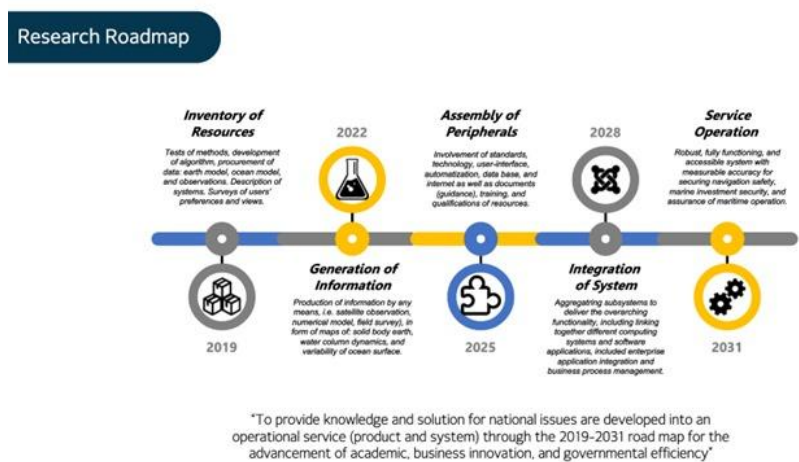 Research Roadmap
Inventory of
Resources
Tests of methods, development
of algorithm, procurement of
data: earth model, ocean model,
and observations. Description of
systems. Surveys of users'
preferences and views.
2019
2022
Generation of
Information
Production of information by any
means, i.e. satellite observation,
numerical model, field survey), in
form of maps of: solid body earth,
water column dynamics, and
variability of ocean surface.
Assembly of
Peripherals
Involvement of standards,
technology, user-interface,
automatization, data base, and
internet as well as documents
(guidance), training, and
qualifications of resources.
2025
2028
Integration
of System
Aggregating subsystems to
deliver the overarching
functionality, including linking
together different computing
systems and software
applications, included enterprise
application integration and
business process management.
Service
Operation
Robust, fully functioning, and
accessible system with
measurable accuracy for
securing navigation safety,
marine investment security, and
assurance of maritime operation.
2031
"To provide knowledge and solution for national issues are developed into an
operational service (product and system) through the 2019-2031 road map for the
advancement of academic, business innovation, and governmental efficiency"